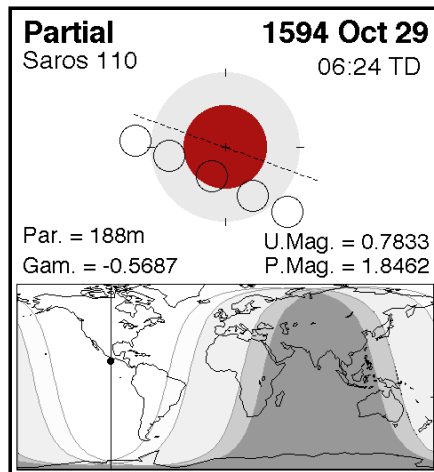 Partial 1594 Oct 29
Saros 110 06:24 TD
Par. = 188m U.Mag. = 0.7833
Gam. = -0.5687 P.Mag. = 1.8462